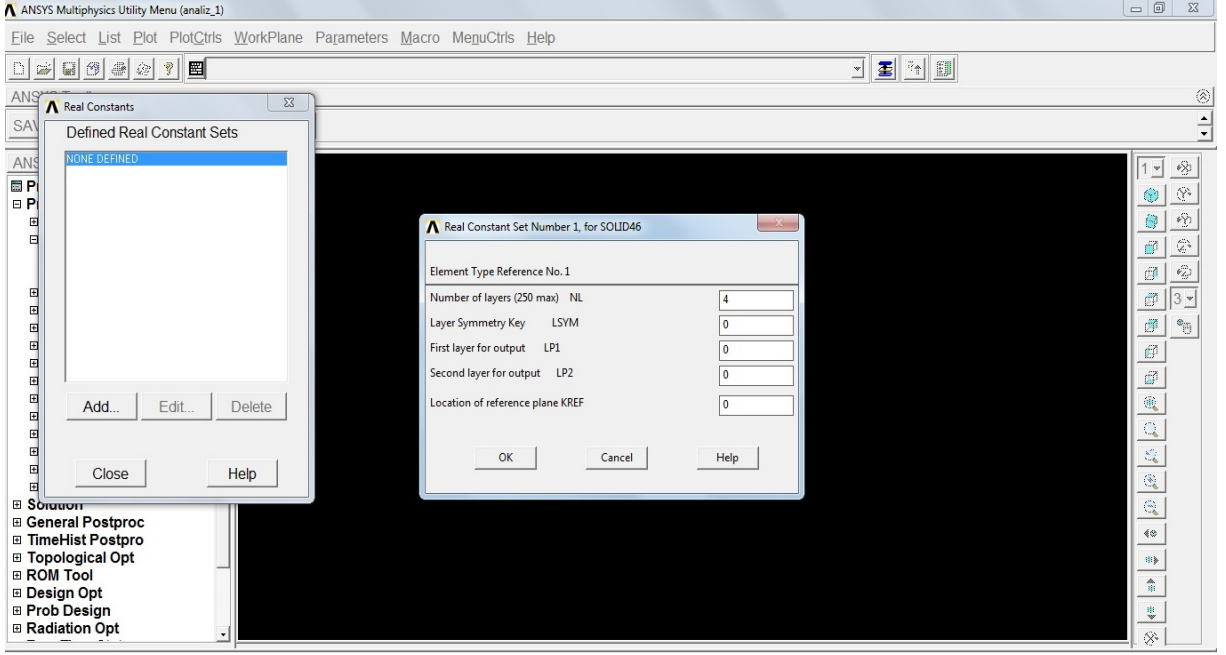 ANSYS Multiphysics Utility Menu (analiz_1)
File Select List Plot PlotCtrls WorkPlane Parameters Macro MenuCtrls Help
Real Constants
Defined Real Constant Sets
NONE DEFINED
Add... Edit... Delete
Close Help
Real Constant Set Number 1, for SOLID46
Element Type Reference No. 1
Number of layers (250 max) NL 4
Layer Symmetry Key LSYM 0
First layer for output LP1 0
Second layer for output LP2 0
Location of reference plane KREF 0
OK Cancel Help
Solution
General Postproc
TimeHist Postpro
Topological Opt
ROM Tool
Design Opt
Prob Design
Radiation Opt
1
3